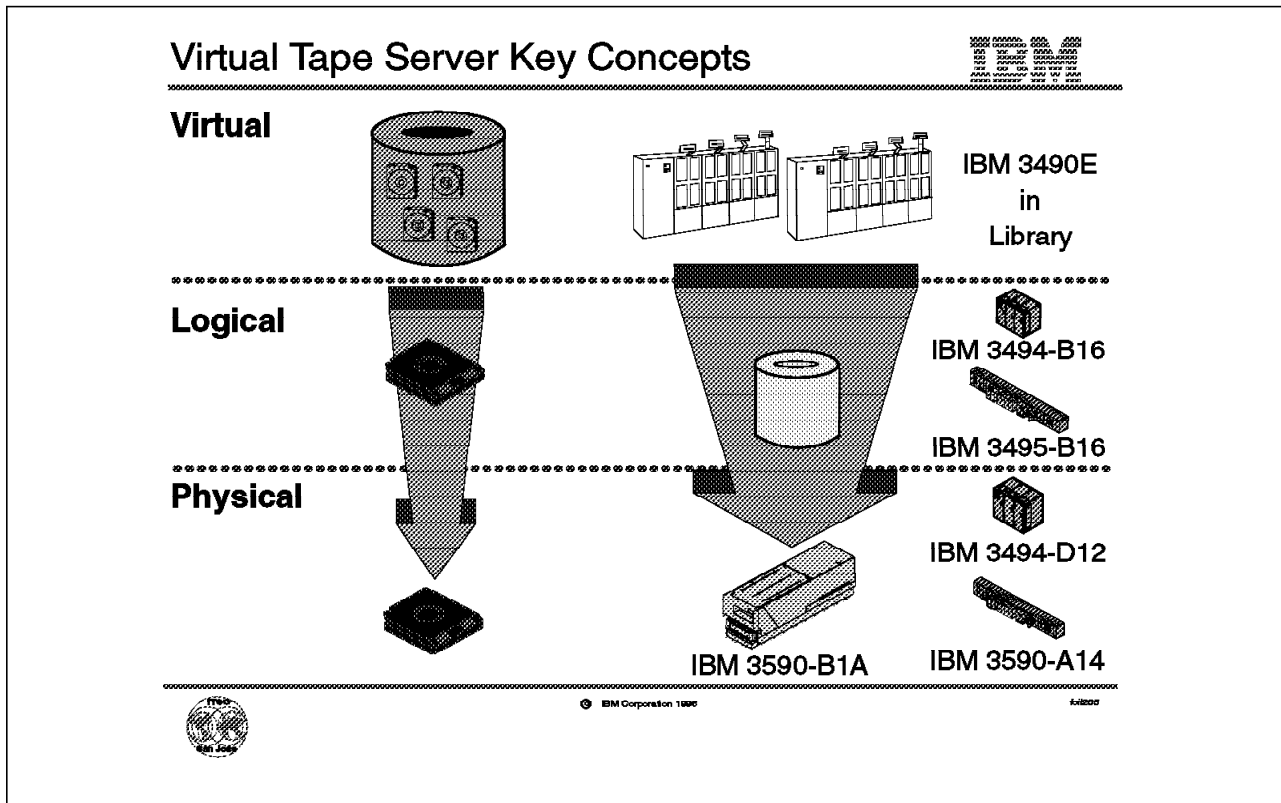 Virtual Tape Server Key Concepts
IBM
Virtual
IBM 3490E
in
Library
Logical
IBM 3494-B16
IBM 3495-B16
Physical
IBM 3494-D12
IBM 3590-B1A
IBM 3590-A14
© IBM Corporation 1996
San Jose